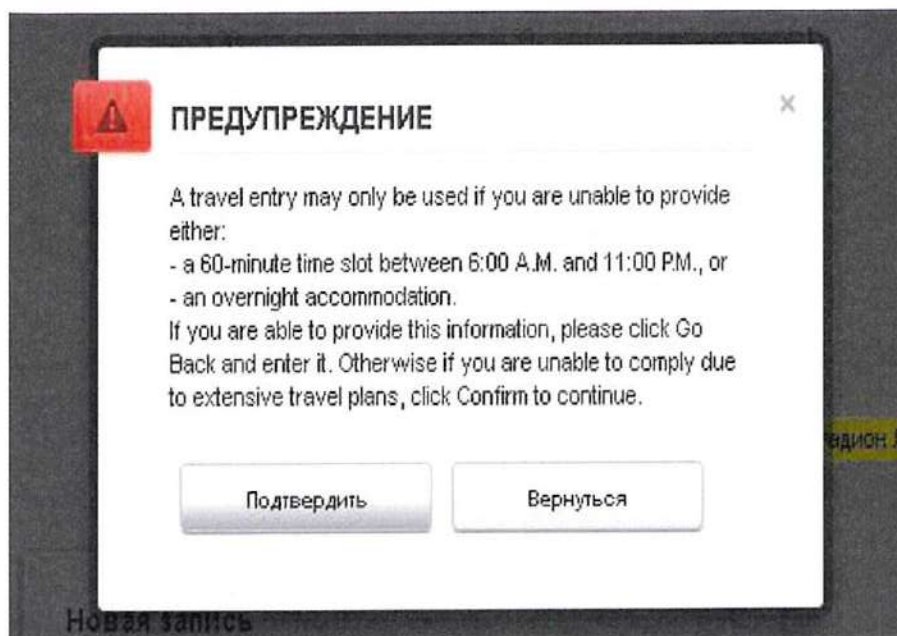 ПРЕДУПРЕЖДЕНИЕ
×
A travel entry may only be used if you are unable to provide
either:
- a 60-minute time slot between 6:00 A.M. and 11:00 P.M., or
- an overnight accommodation.
If you are able to provide this information, please click Go
Back and enter it. Otherwise if you are unable to comply due
to extensive travel plans, click Confirm to continue.
Подтвердить
Вернуться
Новая запись